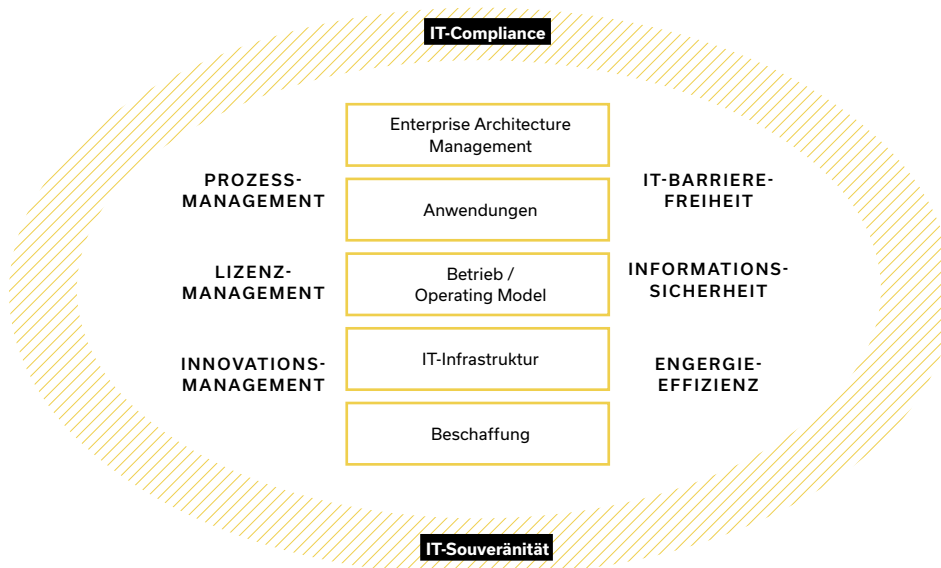 IT-Compliance
Enterprise Architecture
Management
PROZESS-
MANAGEMENT
IT-BARRIERE-
FREIHEIT
Anwendungen
LIZENZ-
MANAGEMENT
Betrieb /
Operating Model
INFORMATIONS-
SICHERHEIT
INNOVATIONS-
MANAGEMENT
IT-Infrastruktur
ENGERGIE-
EFFIZIENZ
Beschaffung
IT-Souveränität